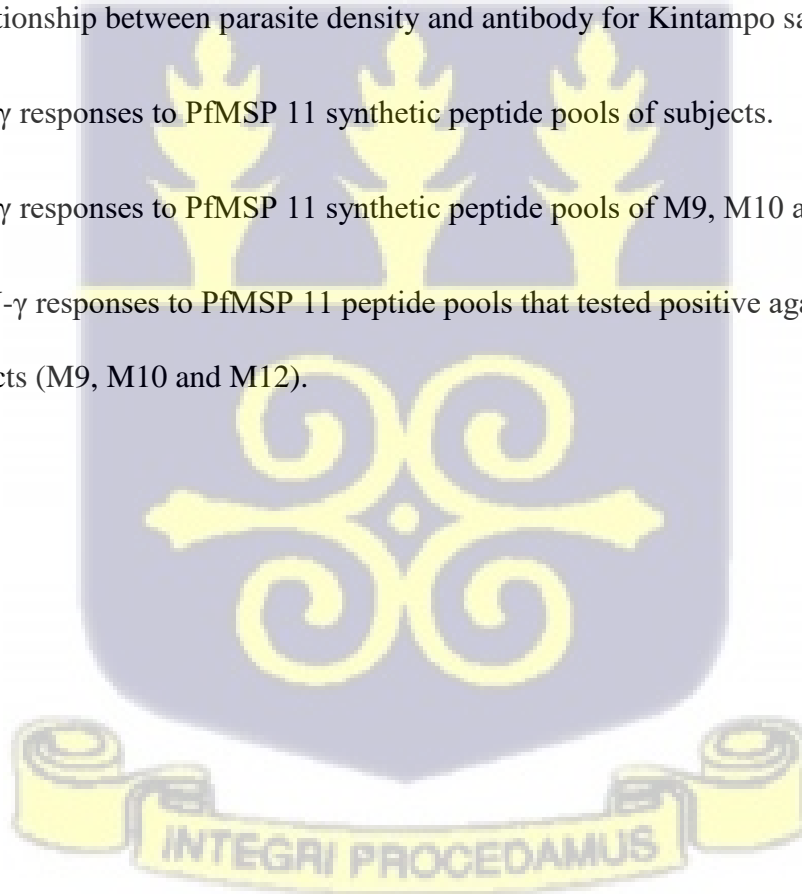 tionship between parasite density and antibody for Kintampo sa
γ responses to PfMSP 11 synthetic peptide pools of subjects.
γ responses to PfMSP 11 synthetic peptide pools of M9, M10 a
-γ responses to PfMSP 11 peptide pools that tested positive aga
cts (M9, M10 and M12).
INTEGRI PROCEDAMUS